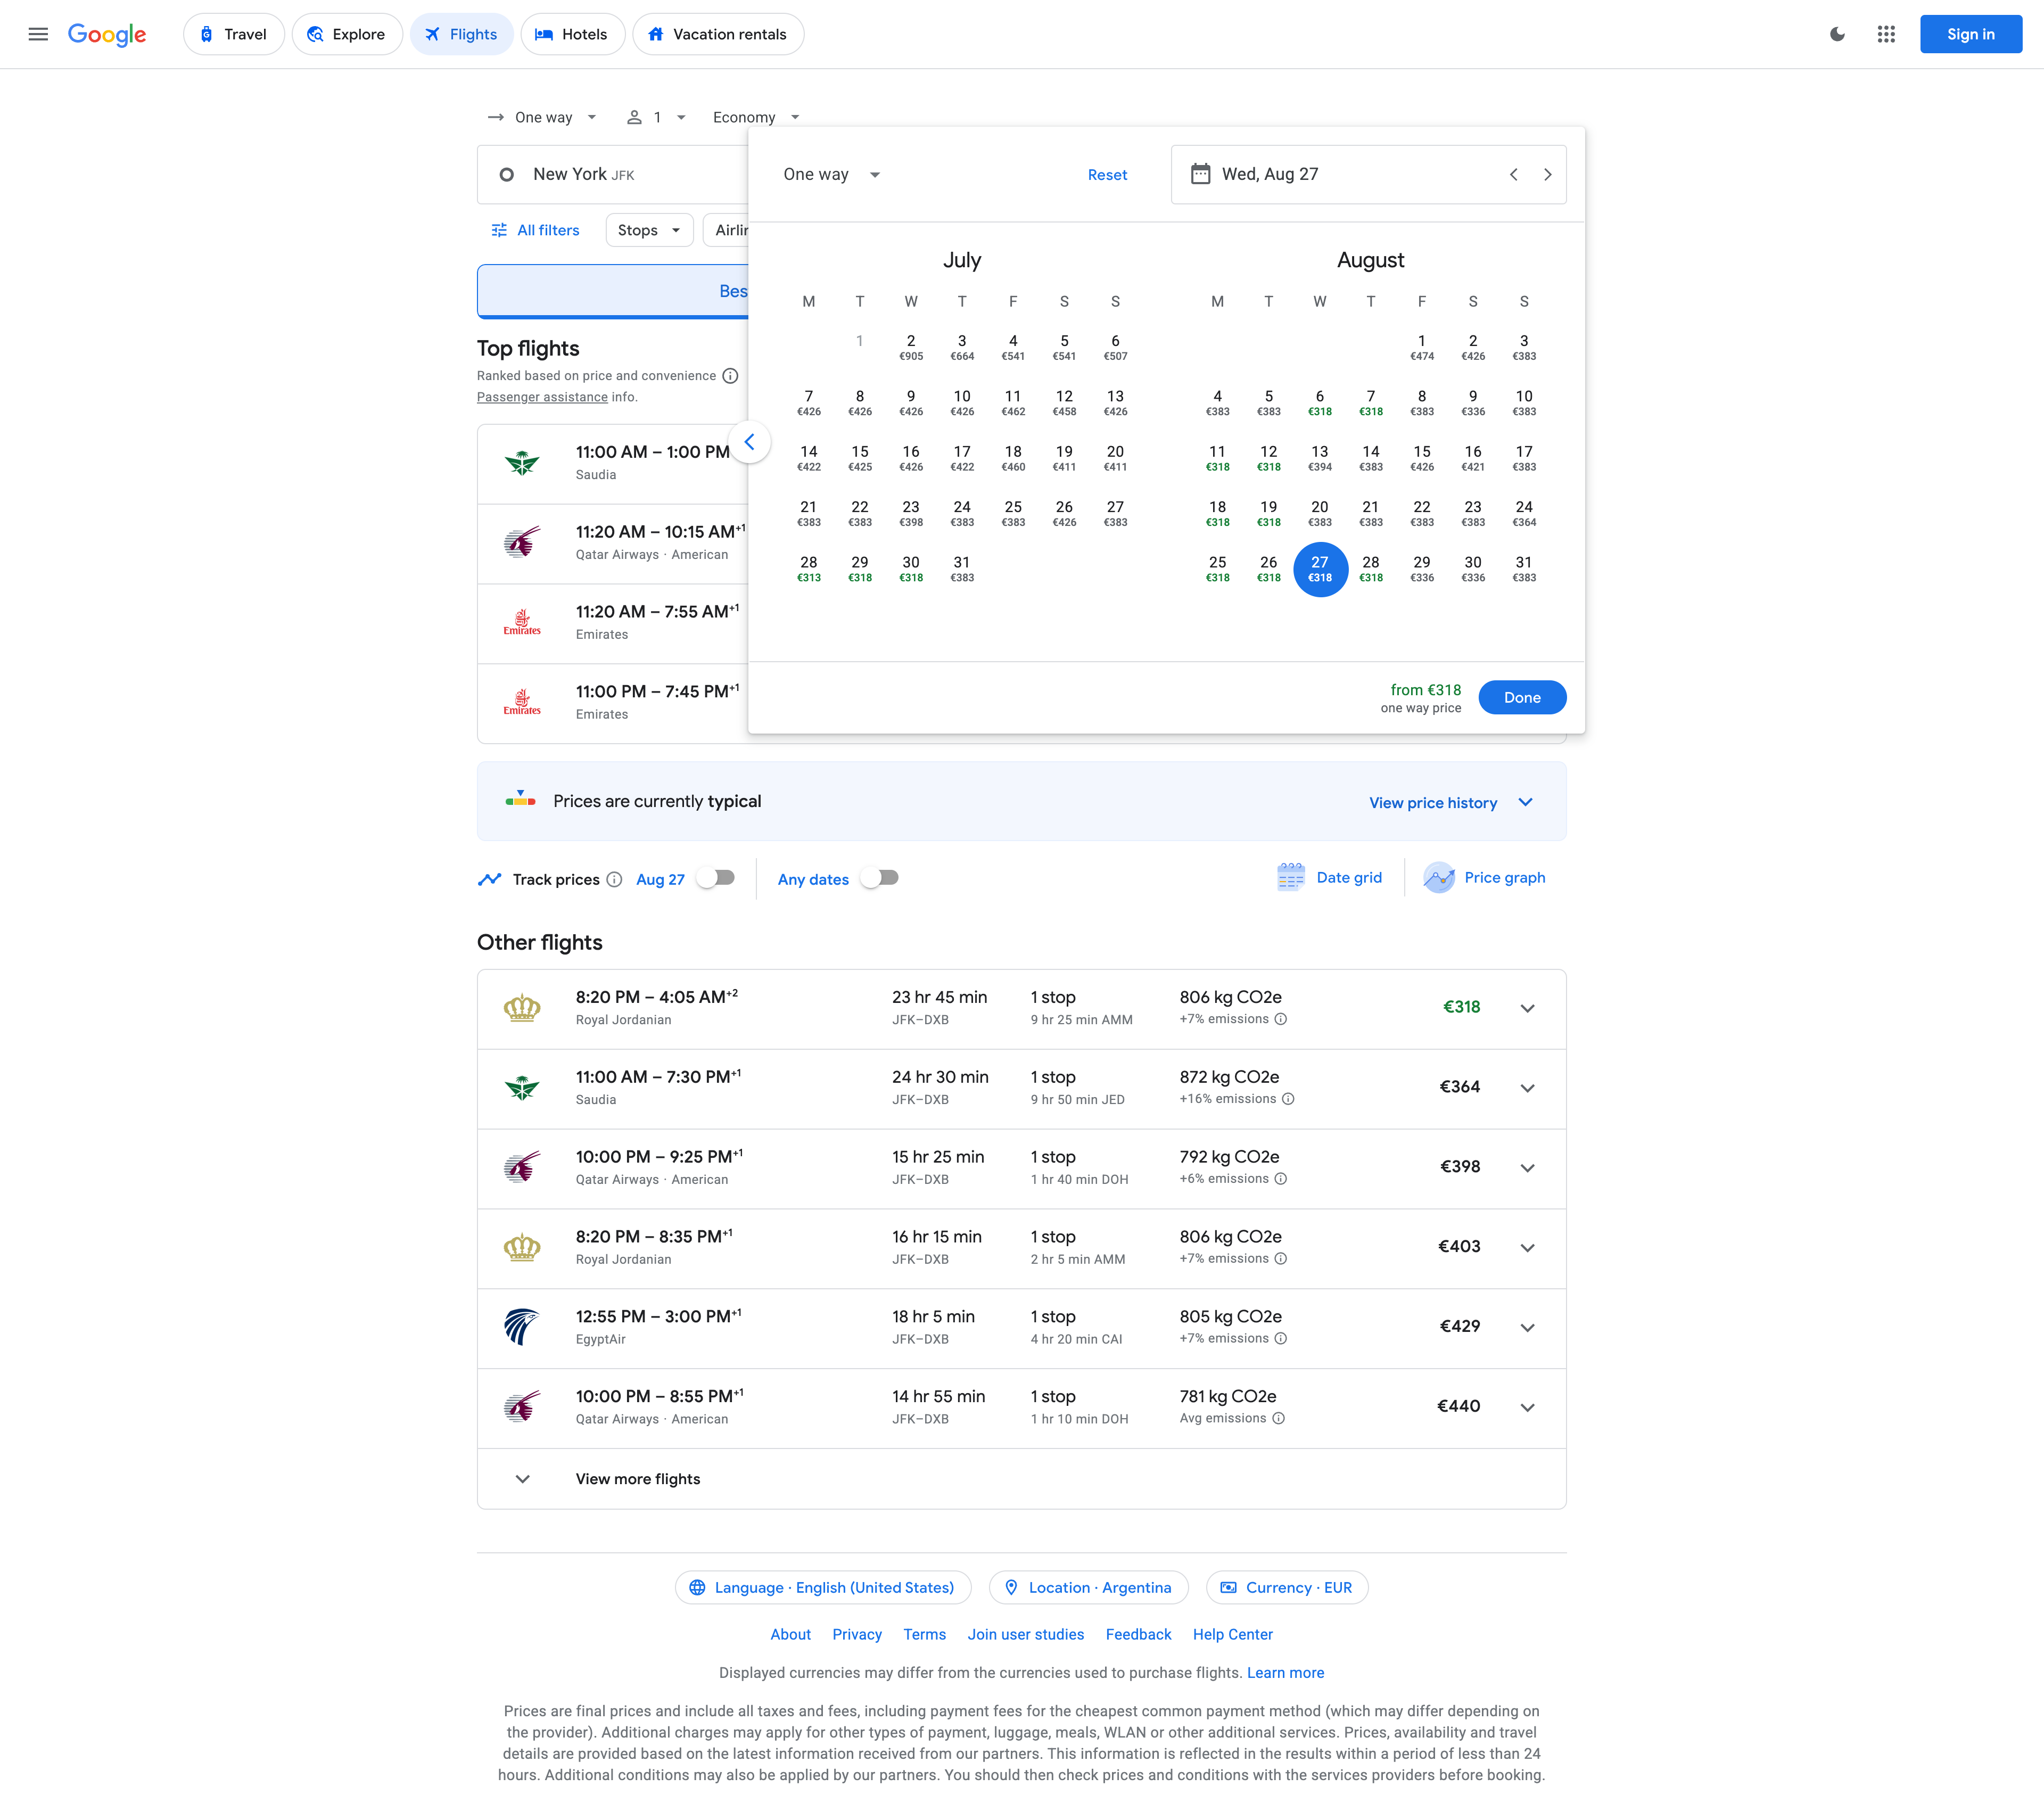 Google
Travel
Explore
Flights
Hotels
Vacation rentals
Sign in
One way
1
Economy
New York JFK
One way
Reset
Wed, Aug 27
All filters
Stops
Airlin
Bes
Top flights
Ranked based on price and convenience
Passenger assistance info.
11:00 AM – 1:00 PM
Saudia
11:20 AM – 10:15 AM+1
Qatar Airways · American
Emirates
11:20 AM – 7:55 AM+1
Emirates
Emirates
11:00 PM – 7:45 PM+1
Emirates
July
M T W T F S S
1 2 3 4 5 6
€905 €664 €541 €541 €507
7 8 9 10 11 12 13
€426 €426 €426 €426 €462 €458 €426
14 15 16 17 18 19 20
€422 €425 €426 €422 €460 €411 €411
21 22 23 24 25 26 27
€383 €383 €398 €383 €383 €426 €383
28 29 30 31
€313 €318 €318 €383
August
M T W T F S S
1 2 3
€474 €426 €383
4 5 6 7 8 9 10
€383 €383 €318 €318 €383 €336 €383
11 12 13 14 15 16 17
€318 €318 €394 €383 €426 €421 €383
18 19 20 21 22 23 24
€318 €318 €383 €383 €383 €383 €364
25 26 27 28 29 30 31
€318 €318 €318 €318 €336 €336 €383
from €318
one way price
Done
Prices are currently typical
View price history
Track prices
Aug 27
Any dates
Date grid
Price graph
Other flights
8:20 PM – 4:05 AM+2 23 hr 45 min 1 stop 806 kg CO2e €318
Royal Jordanian JFK–DXB 9 hr 25 min AMM +7% emissions
11:00 AM – 7:30 PM+1 24 hr 30 min 1 stop 872 kg CO2e €364
Saudia JFK–DXB 9 hr 50 min JED +16% emissions
10:00 PM – 9:25 PM+1 15 hr 25 min 1 stop 792 kg CO2e €398
Qatar Airways · American JFK–DXB 1 hr 40 min DOH +6% emissions
8:20 PM – 8:35 PM+1 16 hr 15 min 1 stop 806 kg CO2e €403
Royal Jordanian JFK–DXB 2 hr 5 min AMM +7% emissions
12:55 PM – 3:00 PM+1 18 hr 5 min 1 stop 805 kg CO2e €429
EgyptAir JFK–DXB 4 hr 20 min CAI +7% emissions
10:00 PM – 8:55 PM+1 14 hr 55 min 1 stop 781 kg CO2e €440
Qatar Airways · American JFK–DXB 1 hr 10 min DOH Avg emissions
View more flights
Language · English (United States)
Location · Argentina
Currency · EUR
About Privacy Terms Join user studies Feedback Help Center
Displayed currencies may differ from the currencies used to purchase flights. Learn more
Prices are final prices and include all taxes and fees, including payment fees for the cheapest common payment method (which may differ depending on
the provider). Additional charges may apply for other types of payment, luggage, meals, WLAN or other additional services. Prices, availability and travel
details are provided based on the latest information received from our partners. This information is reflected in the results within a period of less than 24
hours. Additional conditions may also be applied by our partners. You should then check prices and conditions with the services providers before booking.